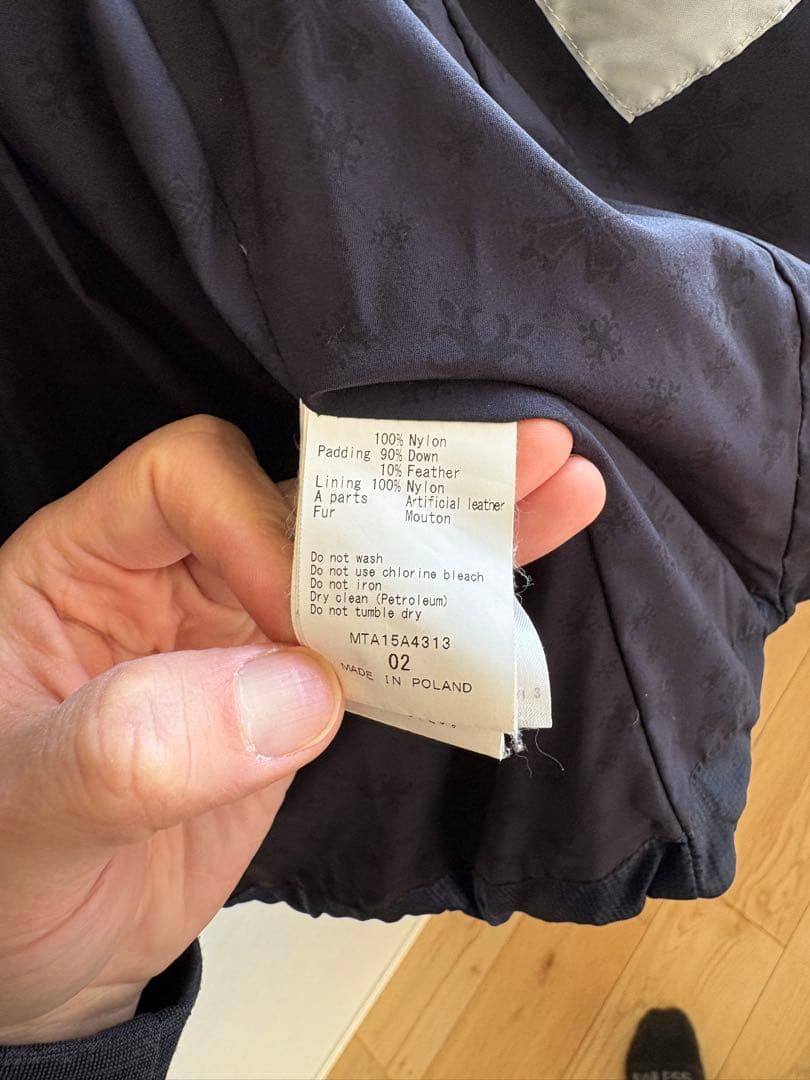 100% Nylon
Padding 90% Down
10% Feather
Lining 100% Nylon
A parts Artificial leather
Fur Mouton
Do not wash
Do not use chlorine bleach
Do not iron
Dry clean (Petroleum)
Do not tumble dry
MTA15A4313
02
MADE IN POLAND
3